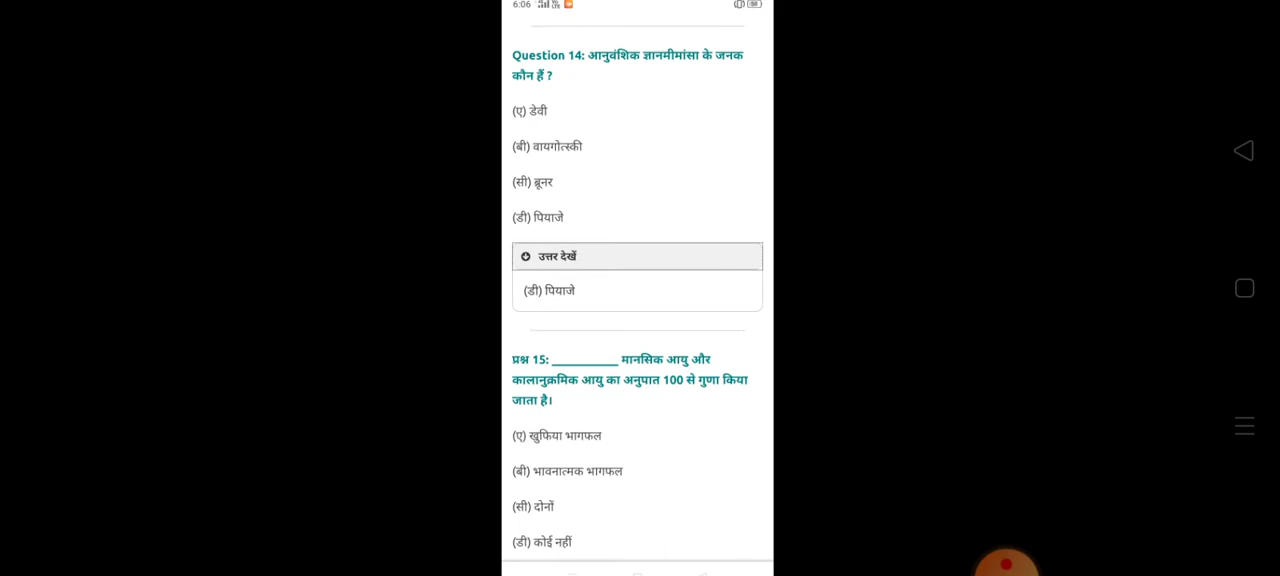 6:06
Question 14: आनुवंशिक ज्ञानमीमांसा के जनक
कौन हैं ?
(ए) डेवी
(बी) वायगोत्स्की
(सी) ब्रूनर
(डी) पियाजे
उत्तर देखें
(डी) पियाजे
प्रश्न 15: ___________ मानसिक आयु और
कालानुक्रमिक आयु का अनुपात 100 से गुणा किया
जाता है।
(ए) खुफिया भागफल
(बी) भावनात्मक भागफल
(सी) दोनों
(डी) कोई नहीं